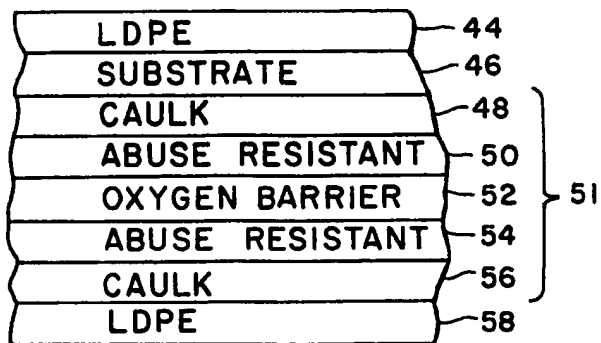 LDPE 44
SUBSTRATE 46
CAULK 48
ABUSE RESISTANT 50
OXYGEN BARRIER 52 51
ABUSE RESISTANT 54
CAULK 56
LDPE 58